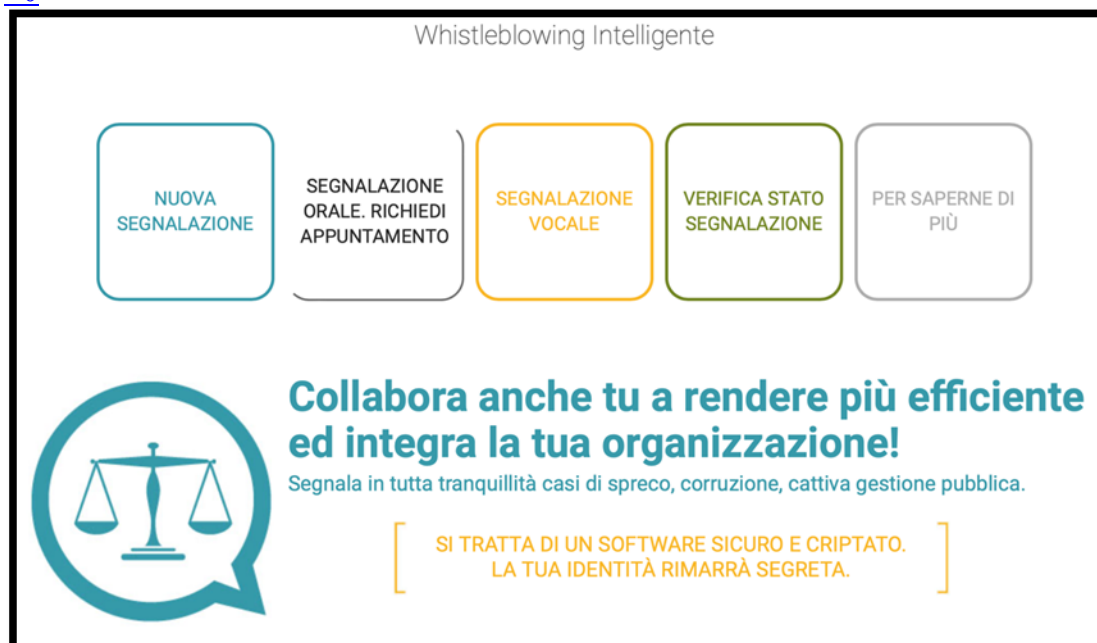 Whistleblowing Intelligente
NUOVA
SEGNALAZIONE
SEGNALAZIONE
ORALE. RICHIEDI
APPUNTAMENTO
SEGNALAZIONE
VOCALE
VERIFICA STATO
SEGNALAZIONE
PER SAPERNE DI
PIÙ
Collabora anche tu a rendere più efficiente
ed integra la tua organizzazione!
Segnala in tutta tranquillità casi di spreco, corruzione, cattiva gestione pubblica.
SI TRATTA DI UN SOFTWARE SICURO E CRIPTATO.
LA TUA IDENTITÀ RIMARRÀ SEGRETA.